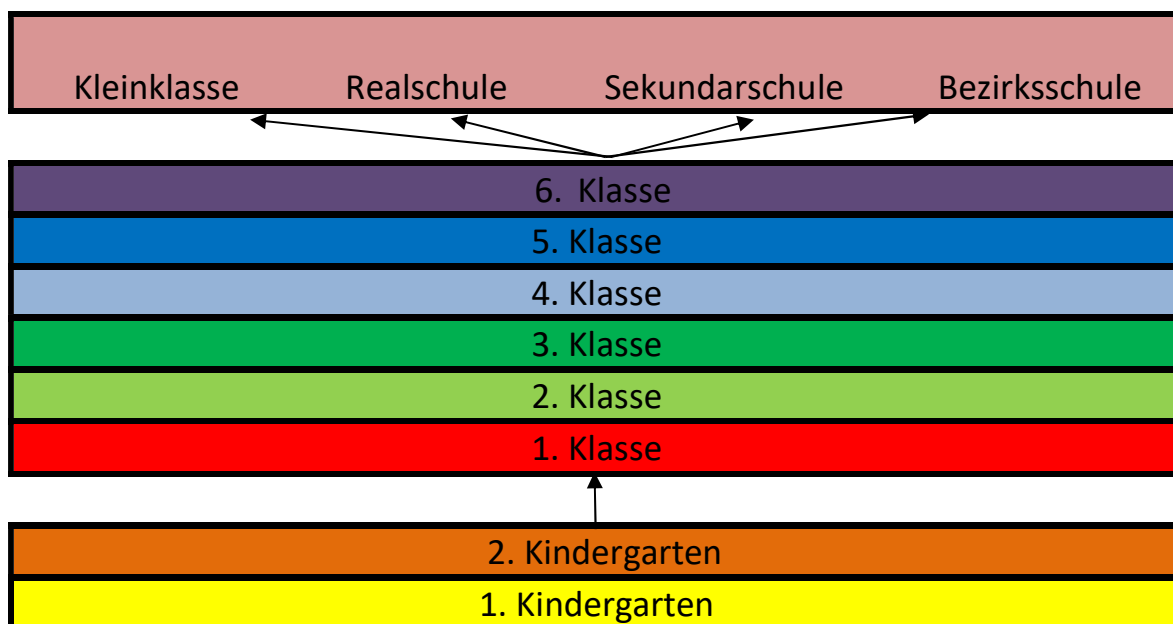 Kleinklasse Realschule Sekundarschule Bezirksschule
6. Klasse
5. Klasse
4. Klasse
3. Klasse
2. Klasse
1. Klasse
2. Kindergarten
1. Kindergarten